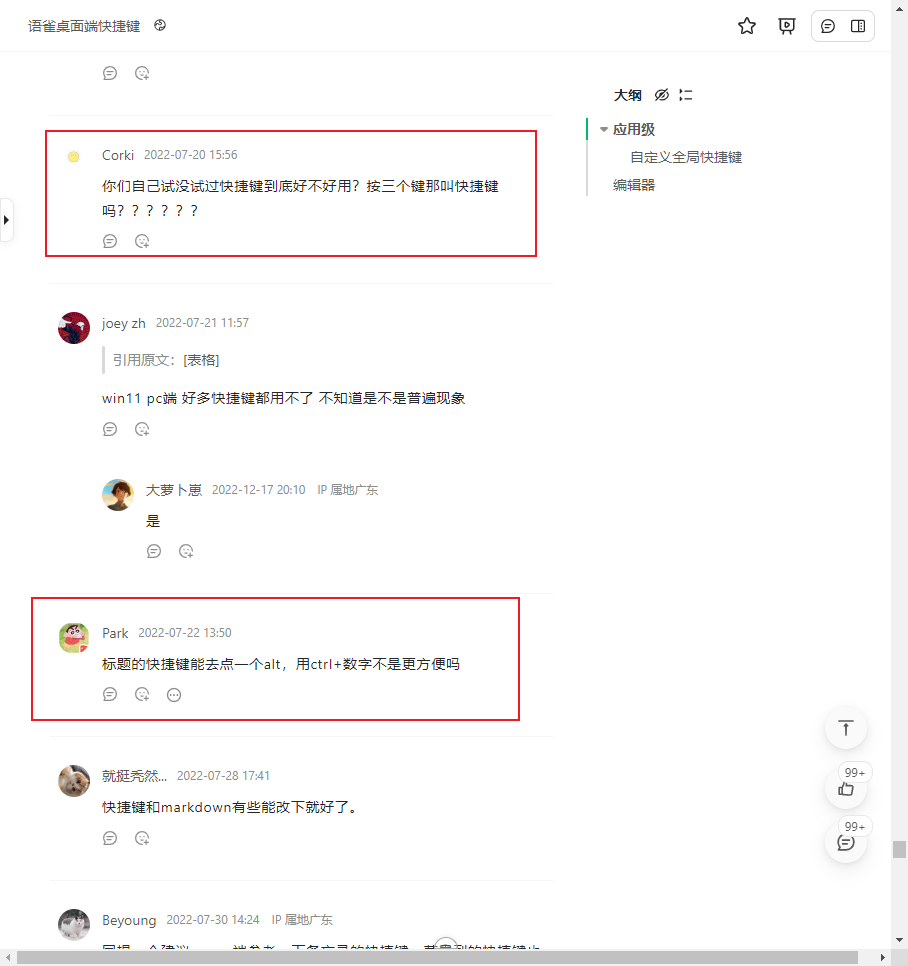 语雀桌面端快捷键
大纲
应用级
自定义全局快捷键
编辑器
Corki 2022-07-20 15:56
你们自己试没试过快捷键到底好不好用？按三个键那叫快捷键
吗？？？？？？
joey zh 2022-07-21 11:57
引用原文：[表格]
win11 pc端 好多快捷键都用不了 不知道是不是普遍现象
大萝卜崽 2022-12-17 20:10 IP 属地广东
是
Park 2022-07-22 13:50
标题的快捷键能去点一个alt，用ctrl+数字不是更方便吗
就挺秃然... 2022-07-28 17:41
快捷键和markdown有些能改下就好了。
99+
99+
Beyoung 2022-07-30 14:24 IP 属地广东